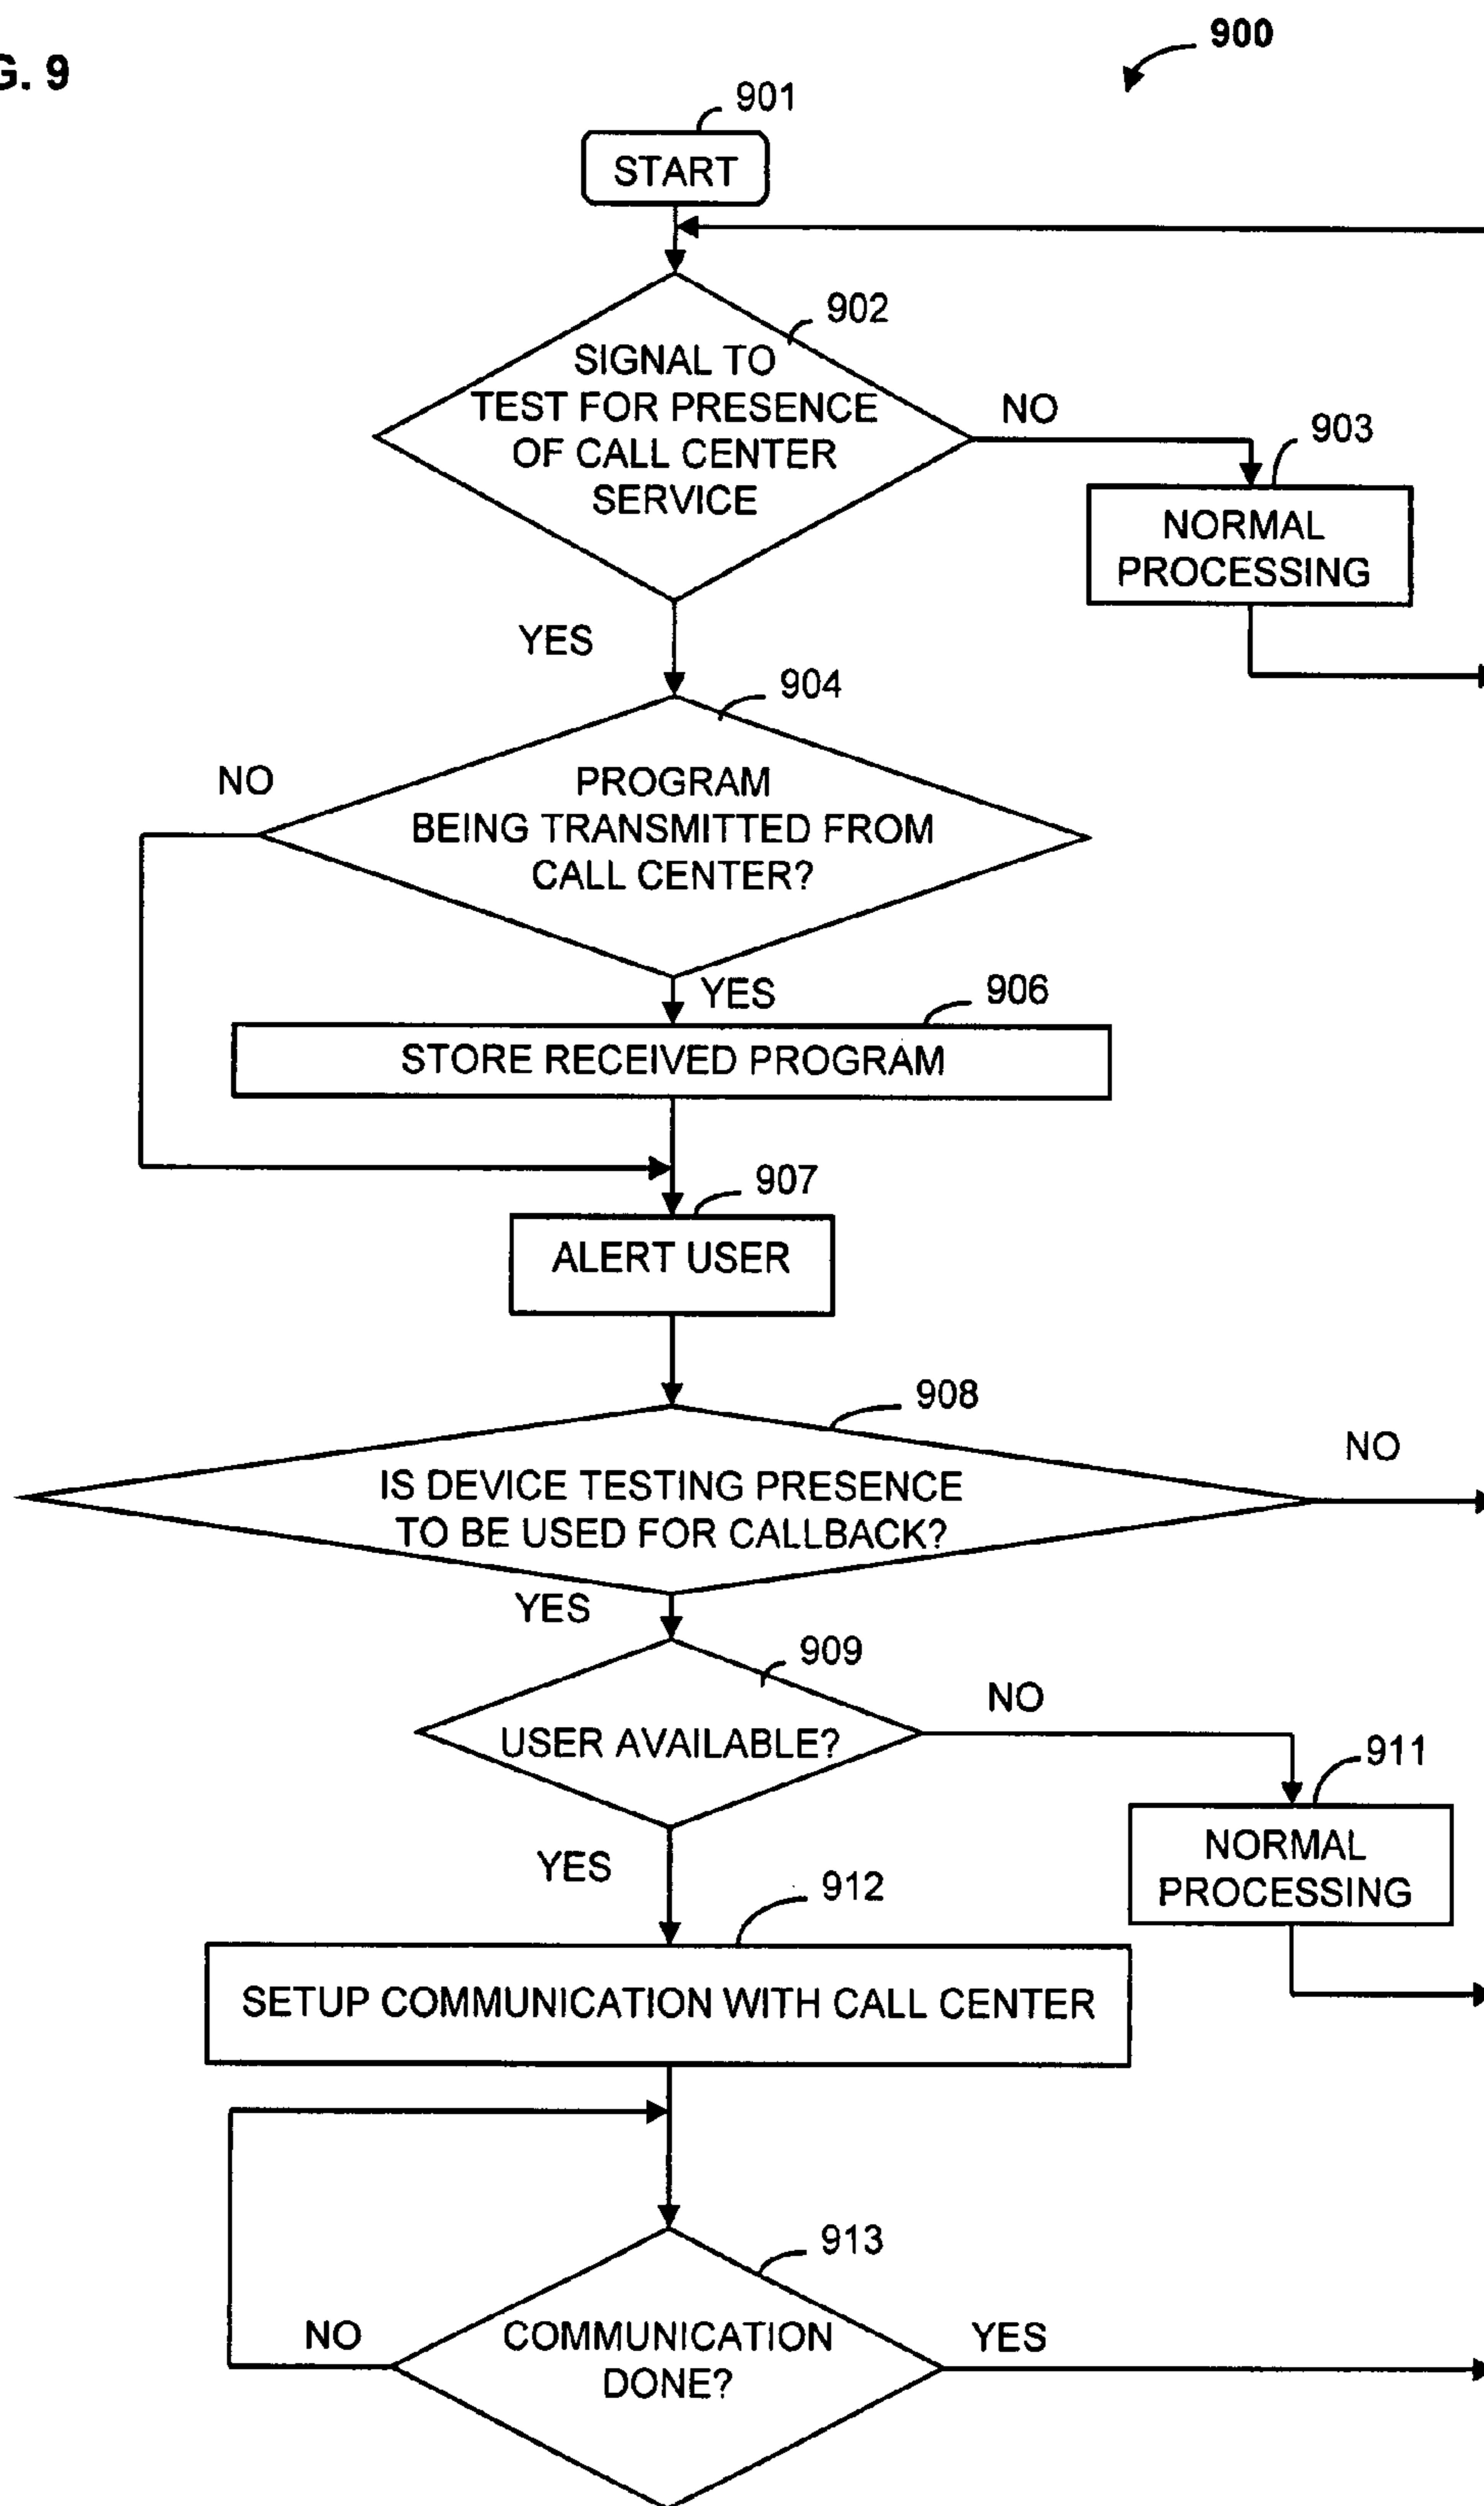 G. 9
900
901
START
902
SIGNAL TO
TEST FOR PRESENCE
OF CALL CENTER
SERVICE
NO
903
NORMAL
PROCESSING
YES
904
NO
PROGRAM
BEING TRANSMITTED FROM
CALL CENTER?
YES
906
STORE RECEIVED PROGRAM
907
ALERT USER
908
NO
IS DEVICE TESTING PRESENCE
TO BE USED FOR CALLBACK?
YES
909
NO
USER AVAILABLE?
911
NORMAL
PROCESSING
YES
912
SETUP COMMUNICATION WITH CALL CENTER
913
NO
COMMUNICATION
DONE?
YES